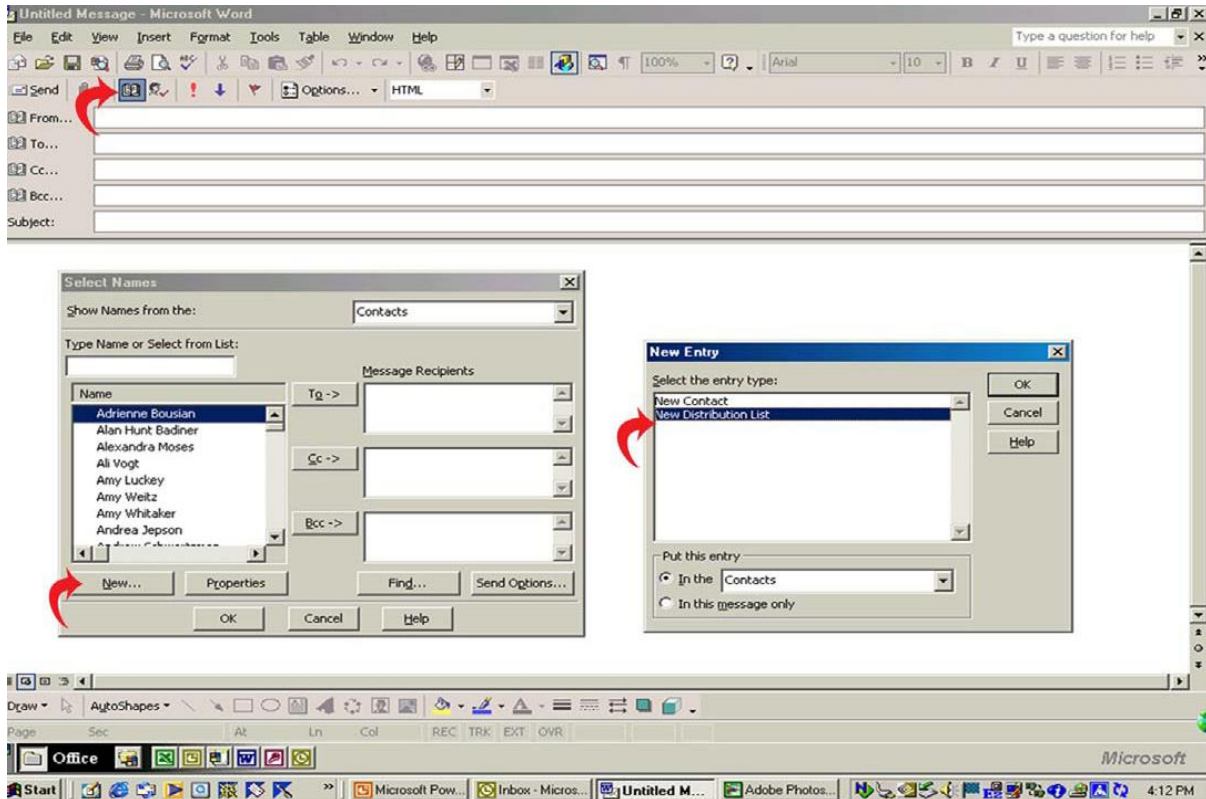 Untitled Message - Microsoft Word
File Edit View Insert Format Tools Table Window Help Type a question for help
100% Arial 10 B I U
Send Options... HTML
From...
To...
Cc...
Bcc...
Subject:
Select Names
Show Names from the: Contacts
Type Name or Select from List:
Message Recipients
Name
To ->
Adrienne Bousian
Alan Hunt Badiner
Alexandra Moses
Ali Vogt
Cc ->
Amy Luckey
Amy Weitz
Amy Whitaker
Andrea Jepson
Bcc ->
New... Properties Find... Send Options...
OK Cancel Help
New Entry
Select the entry type:
OK
New Contact
New Distribution List
Cancel
Help
Put this entry
In the Contacts
In this message only
Draw AutoShapes
Page Sec At Ln Col REC TRK EXT OVR
Office Microsoft
Start Microsoft Pow... Inbox - Micros... Untitled M... Adobe Photos... 4:12 PM